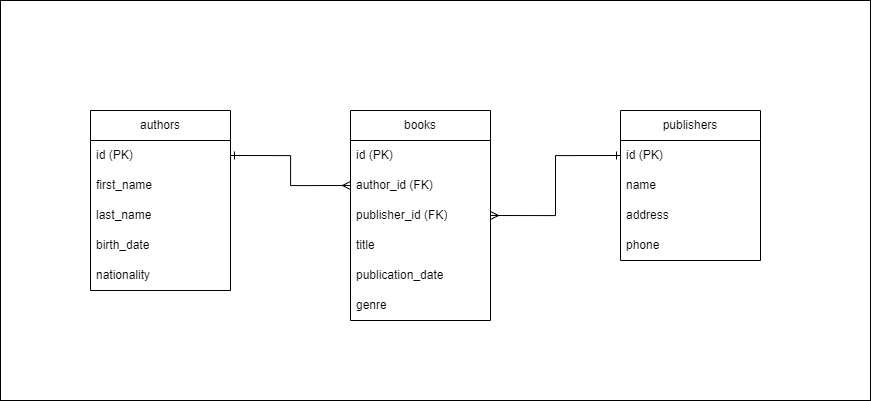 authors
id (PK)
first_name
last_name
birth_date
nationality
books
id (PK)
author_id (FK)
publisher_id (FK)
title
publication_date
genre
publishers
id (PK)
name
address
phone